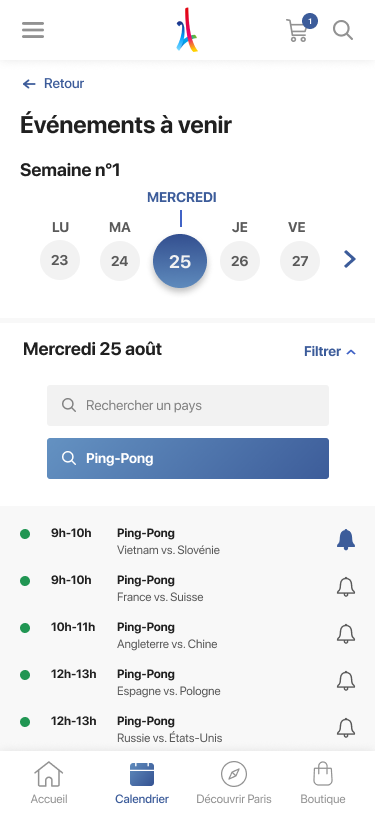 1
Retour
Événements à venir
Semaine n°1
MERCREDI
LU MA JE VE
23 24 25 26 27
Mercredi 25 août
Filtrer
Rechercher un pays
Ping-Pong
9h-10h Ping-Pong
Vietnam vs. Slovénie
9h-10h Ping-Pong
France vs. Suisse
10h-11h Ping-Pong
Angleterre vs. Chine
12h-13h Ping-Pong
Espagne vs. Pologne
12h-13h Ping-Pong
Russie vs. États-Unis
Accueil Calendrier Découvrir Paris Boutique